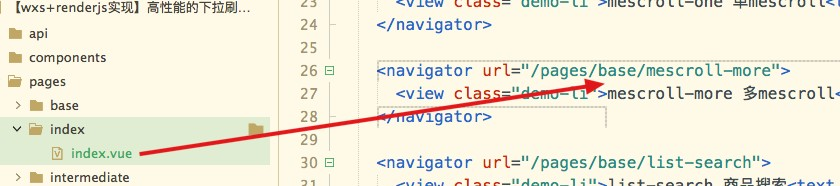 【wxs+renderjs实现】高性能的下拉刷…
api
components
pages
base
index
index.vue
intermediate
23 <view class="demo-li">mescroll-one 单mescroll<
24 </navigator>
25
26 <navigator url="/pages/base/mescroll-more">
27 <view class="demo-li">mescroll-more 多mescroll<
28 </navigator>
29
30 <navigator url="/pages/base/list-search">
31 <view class="demo-li">list-search 商品搜索<text